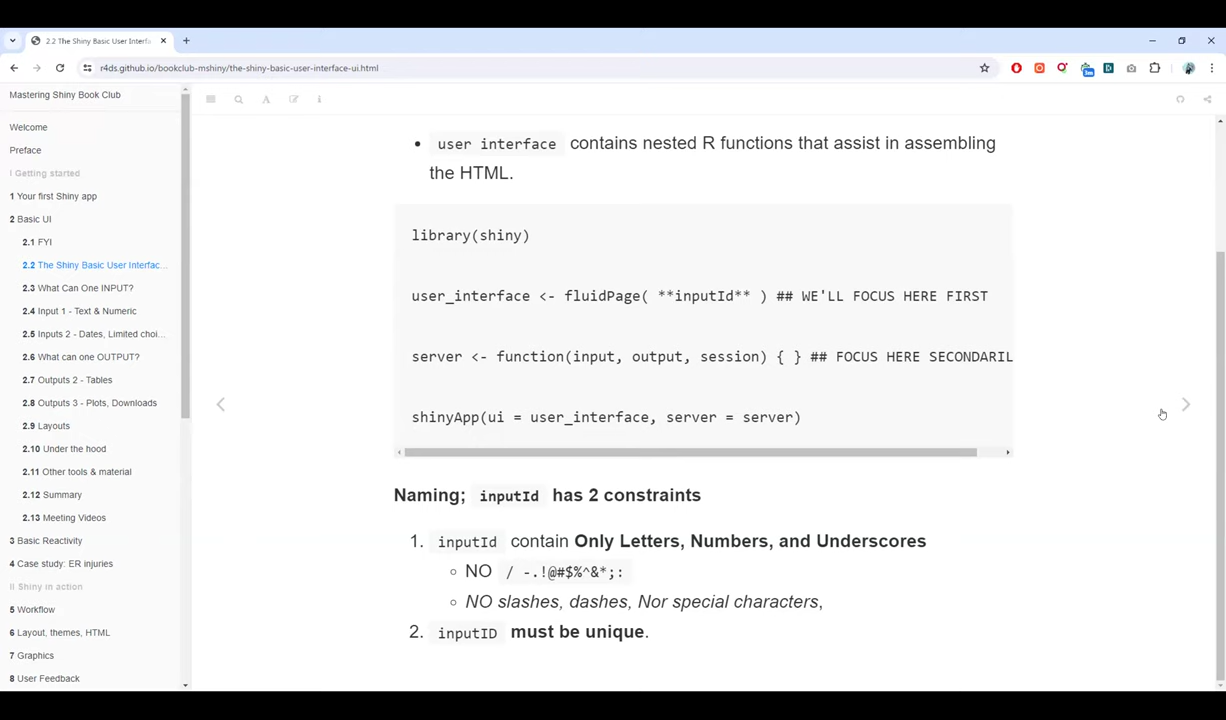 2.2 The Shiny Basic User Interfa
r4ds.github.io/bookclub-mshiny/the-shiny-basic-user-interface-ui.html
Mastering Shiny Book Club
Welcome
Preface
I Getting started
1 Your first Shiny app
2 Basic UI
2.1 FYI
2.2 The Shiny Basic User Interfac...
2.3 What Can One INPUT?
2.4 Input 1 - Text & Numeric
2.5 Inputs 2 - Dates, Limited choi...
2.6 What can one OUTPUT?
2.7 Outputs 2 - Tables
2.8 Outputs 3 - Plots, Downloads
2.9 Layouts
2.10 Under the hood
2.11 Other tools & material
2.12 Summary
2.13 Meeting Videos
3 Basic Reactivity
4 Case study: ER injuries
II Shiny in action
5 Workflow
6 Layout, themes, HTML
7 Graphics
8 User Feedback
• user interface contains nested R functions that assist in assembling
the HTML.
library(shiny)
user_interface <- fluidPage( **inputId** ) ## WE'LL FOCUS HERE FIRST
server <- function(input, output, session) { } ## FOCUS HERE SECONDARIL
shinyApp(ui = user_interface, server = server)
Naming; inputId has 2 constraints
1. inputId contain Only Letters, Numbers, and Underscores
NO / -.!@#$%^&*;:
NO slashes, dashes, Nor special characters,
2. inputID must be unique.